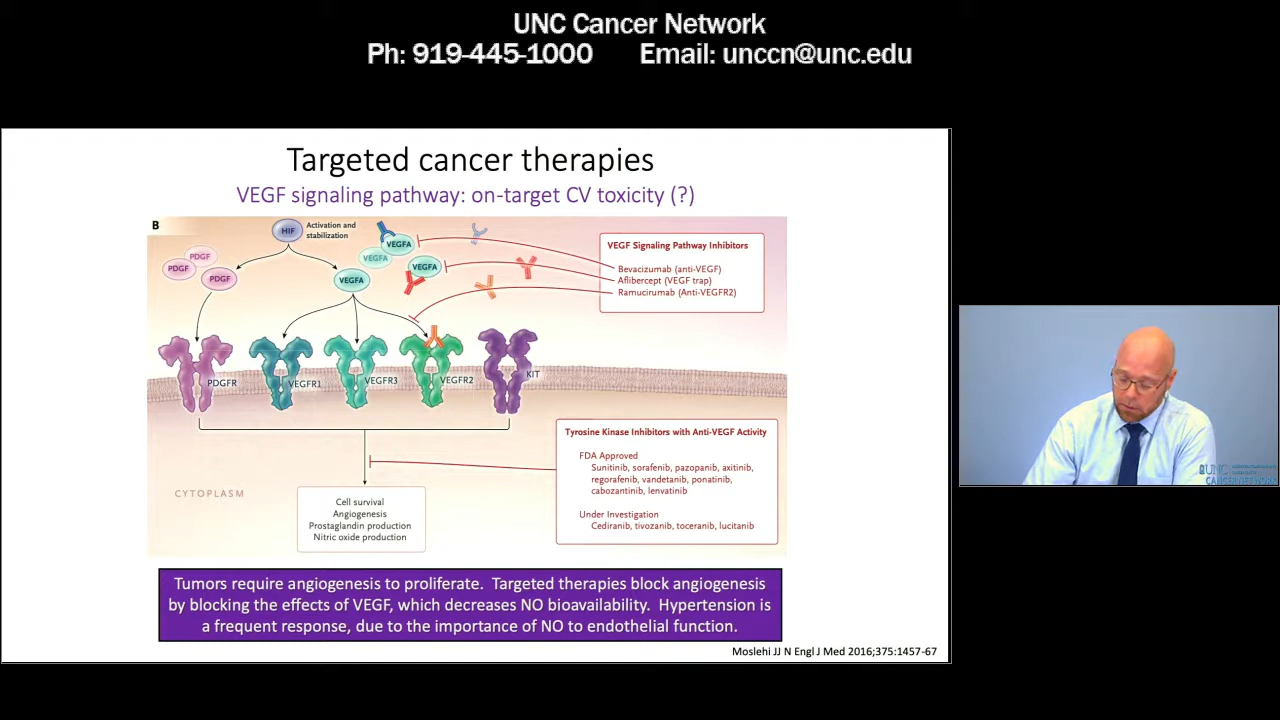 UNC Cancer Network
Ph: 919-445-1000 Email: unccn@unc.edu
Targeted cancer therapies
VEGF signaling pathway: on-target CV toxicity (?)
B
HIF
Activation and
stabilization
PDGF
PDGF
PDGF
VEGFA
VEGFA
VEGFA
VEGFA
VEGF Signaling Pathway Inhibitors
Bevacizumab (anti-VEGF)
Aflibercept (VEGF trap)
Ramucirumab (Anti-VEGFR2)
PDGFR
VEGFR1
VEGFR3
VEGFR2
KIT
CYTOPLASM
Cell survival
Angiogenesis
Prostaglandin production
Nitric oxide production
Tyrosine Kinase Inhibitors with Anti-VEGF Activity
FDA Approved
Sunitinib, sorafenib, pazopanib, axitinib,
regorafenib, vandetanib, ponatinib,
cabozantinib, lenvatinib
Under Investigation
Cediranib, tivozanib, toceranib, lucitanib
Tumors require angiogenesis to proliferate. Targeted therapies block angiogenesis
by blocking the effects of VEGF, which decreases NO bioavailability. Hypertension is
a frequent response, due to the importance of NO to endothelial function.
Moslehi JJ N Engl J Med 2016;375:1457-67
UNC
CANCERNETWORK